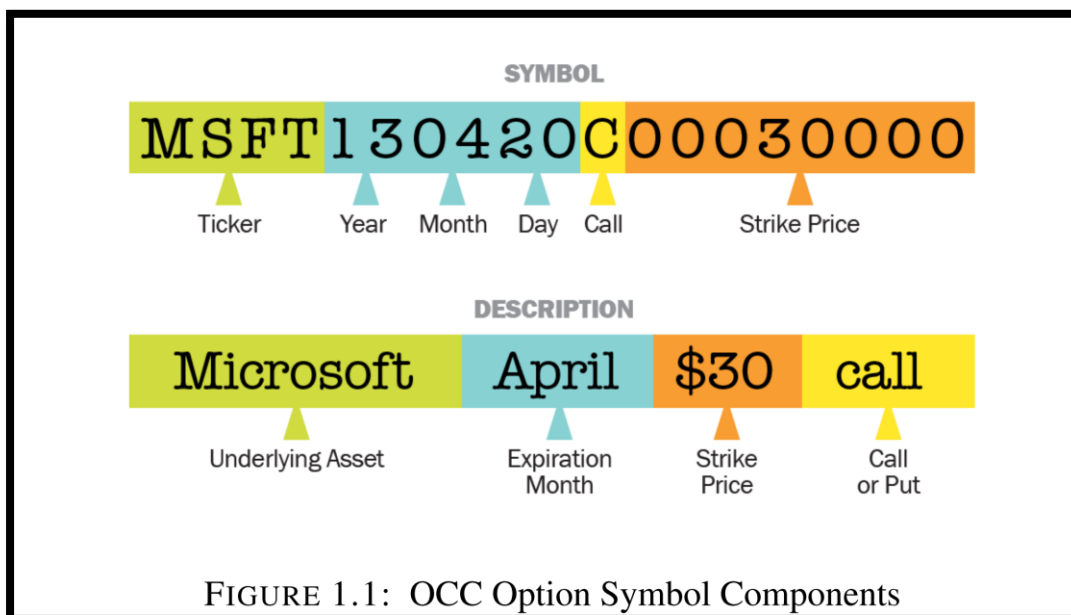 SYMBOL
MSFT130420C00030000
Ticker Year Month Day Call Strike Price
DESCRIPTION
Microsoft April $30 call
Underlying Asset Expiration Month Strike Price Call or Put
FIGURE 1.1: OCC Option Symbol Components